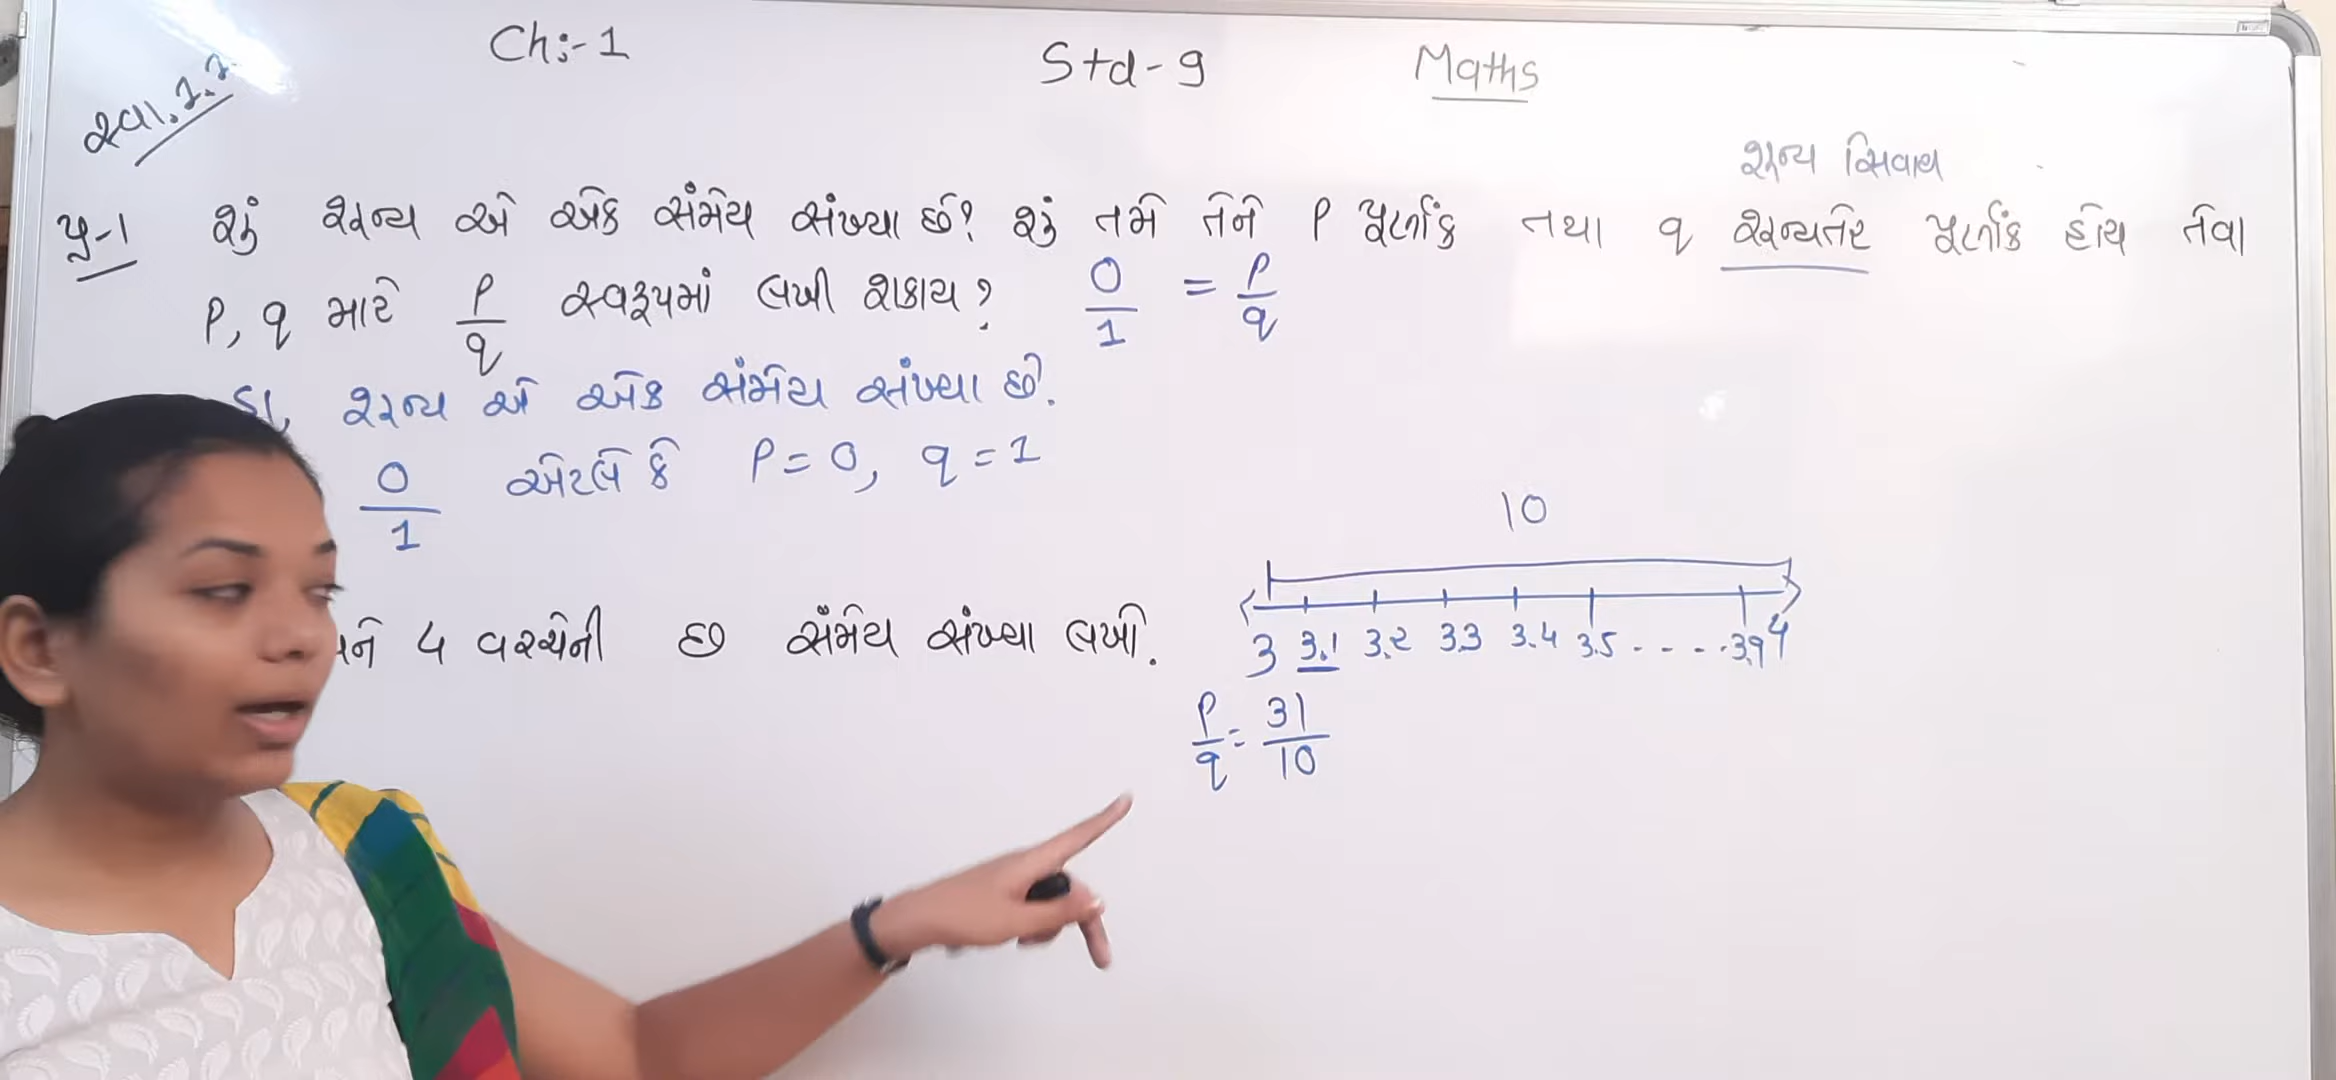 Ch:-1 Std-9 Maths
સ્વા. 1.1
શૂન્ય સિવાય
પ્ર-1 શું શૂન્ય એ એક સંમેય સંખ્યા છે? શું તમે તેને P પૂર્ણાંક તથા q શૂન્યેતર પૂર્ણાંક હોય તેવા
P, q માટે P/q સ્વરૂપમાં લખી શકાય? 0/1 = P/q
હા, શૂન્ય એ એક સંમેય સંખ્યા છે.
0/1 એટલે કે P = 0, q = 1
10
4 વચ્ચેની છ સંમેય સંખ્યા લખો.
3 3.1 3.2 3.3 3.4 3.5 - - - - 3.9 4
P/q = 31/10